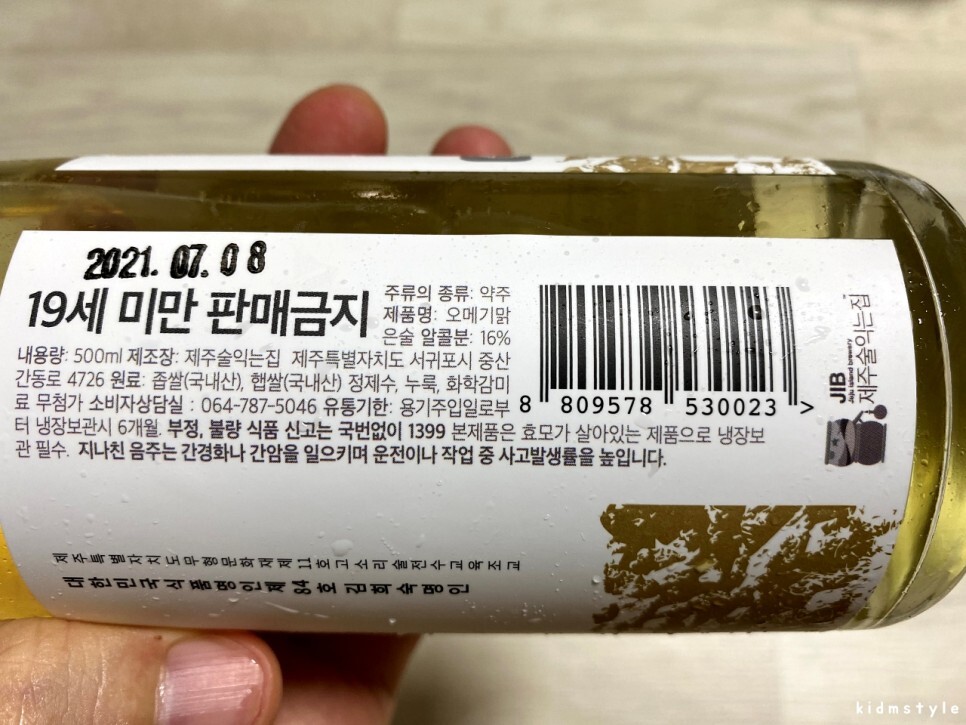 2021. 07. 08
19세 미만 판매금지
주류의 종류: 약주
제품명: 오메기맑
은술 알콜분: 16%
내용량: 500ml 제조장: 제주술익는집 제주특별자치도 서귀포시 중산
간동로 4726 원료: 좁쌀(국내산), 햅쌀(국내산) 정제수, 누룩, 화학감미
료 무첨가 소비자상담실 : 064-787-5046 유통기한: 용기주입일로부
터 냉장보관시 6개월. 부정, 불량 식품 신고는 국번없이 1399 본제품은 효모가 살아있는 제품으로 냉장보
관 필수. 지나친 음주는 간경화나 간암을 일으키며 운전이나 작업 중 사고발생률을 높입니다.
8 809578 530023 >
JIB
Jeju island brewery
제주술익는집
제주특별자치도무형문화재제11호고소리술전수교육조교
대한민국식품명인제84호김희숙명인
kidmstyle